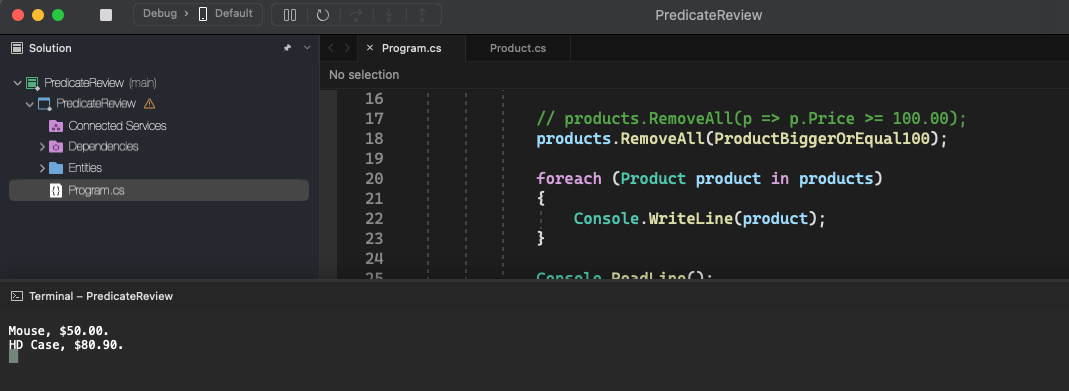 Debug > Default
PredicateReview
Solution
Program.cs
Product.cs
No selection
PredicateReview (main)
PredicateReview
Connected Services
Dependencies
Entities
Program.cs
16
17 // products.RemoveAll(p => p.Price >= 100.00);
18 products.RemoveAll(ProductBiggerOrEqual100);
19
20 foreach (Product product in products)
21 {
22 Console.WriteLine(product);
23 }
24
25 Console.ReadLine();
Terminal – PredicateReview
Mouse, $50.00.
HD Case, $80.90.